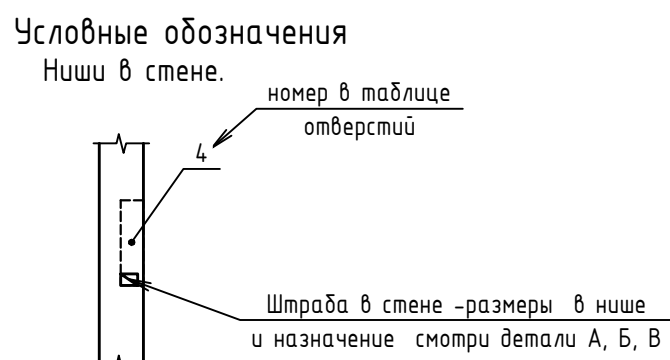 Условные обозначения
Ниши в стене.
номер в таблице
отверстий
4
Штраба в стене -размеры в нише
и назначение смотри детали А, Б, В